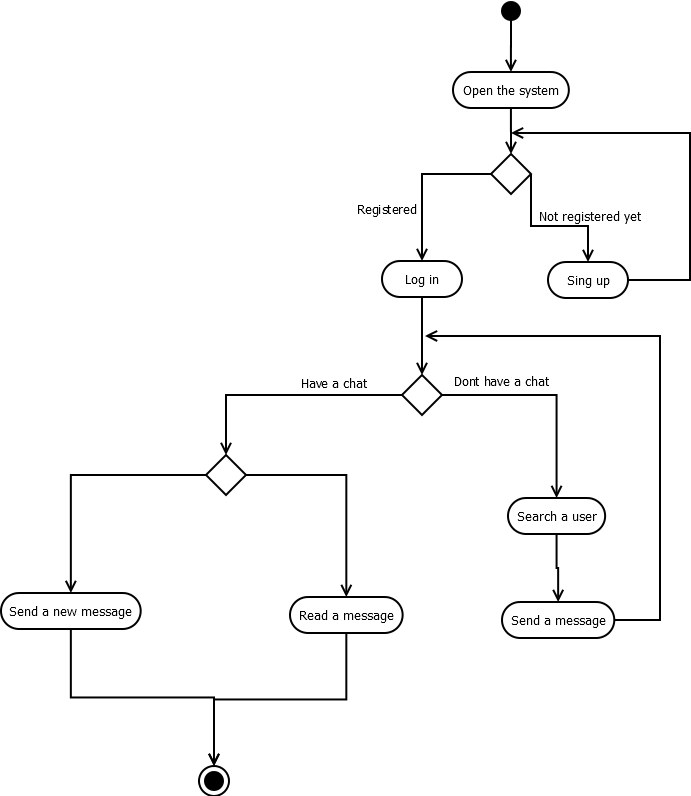 Open the system
Registered
Not registered yet
Log in
Sing up
Have a chat
Dont have a chat
Search a user
Send a new message
Read a message
Send a message